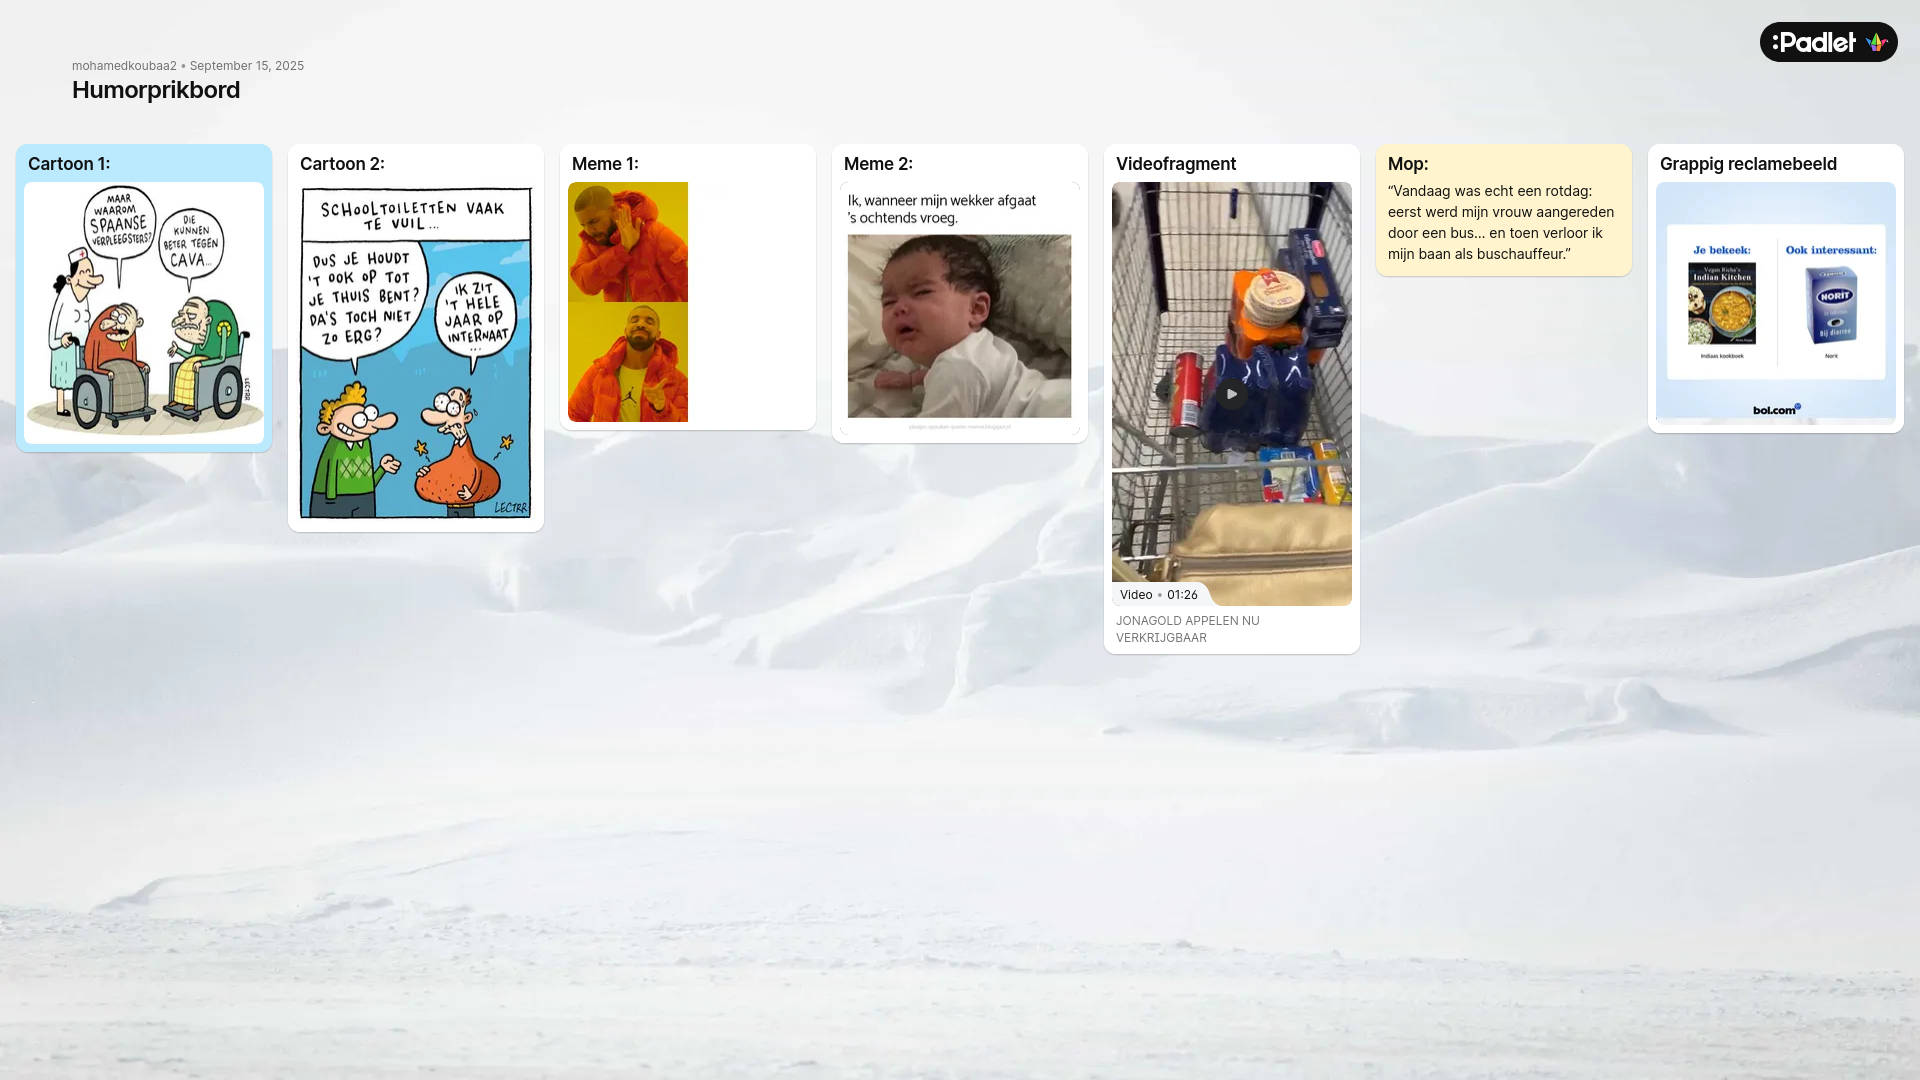 :Padlet
mohamedkoubaa2 • September 15, 2025
Humorprikbord
Cartoon 1:
MAAR
WAAROM
SPAANSE
VERPLEEGSTERS?
DIE
KUNNEN
BETER TEGEN
CAVA...
LECTRR
Cartoon 2:
SCHOOLTOILETTEN VAAK
TE VUIL...
DUS JE HOUDT
'T OOK OP TOT
JE THUIS BENT?
DA'S TOCH NIET
ZO ERG?
IK ZIT
'T HELE
JAAR OP
INTERNAAT
...
LECTRR
Meme 1:
Meme 2:
Ik, wanneer mijn wekker afgaat
's ochtends vroeg.
Videofragment
Video • 01:26
JONAGOLD APPELEN NU
VERKRIJGBAAR
Mop:
“Vandaag was echt een rotdag:
eerst werd mijn vrouw aangereden
door een bus… en toen verloor ik
mijn baan als buschauffeur.”
Grappig reclamebeeld
Je bekeek:
Vegan Richa's
Indian Kitchen
Indiaas kookboek
Ook interessant:
NORIT
Bij diarree
Norit
bol.com